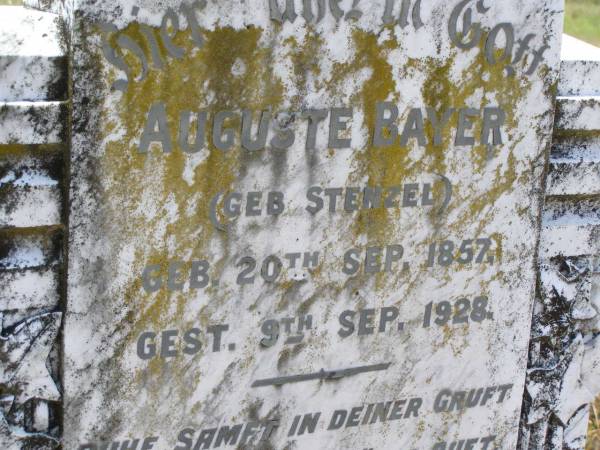 Hier ruhet in Gott
AUGUSTE BAYER
(GEB STENZEL)
GEB. 20TH SEP. 1857.
GEST. 9TH SEP. 1928.
RUHE SAMFT IN DEINER GRUFT